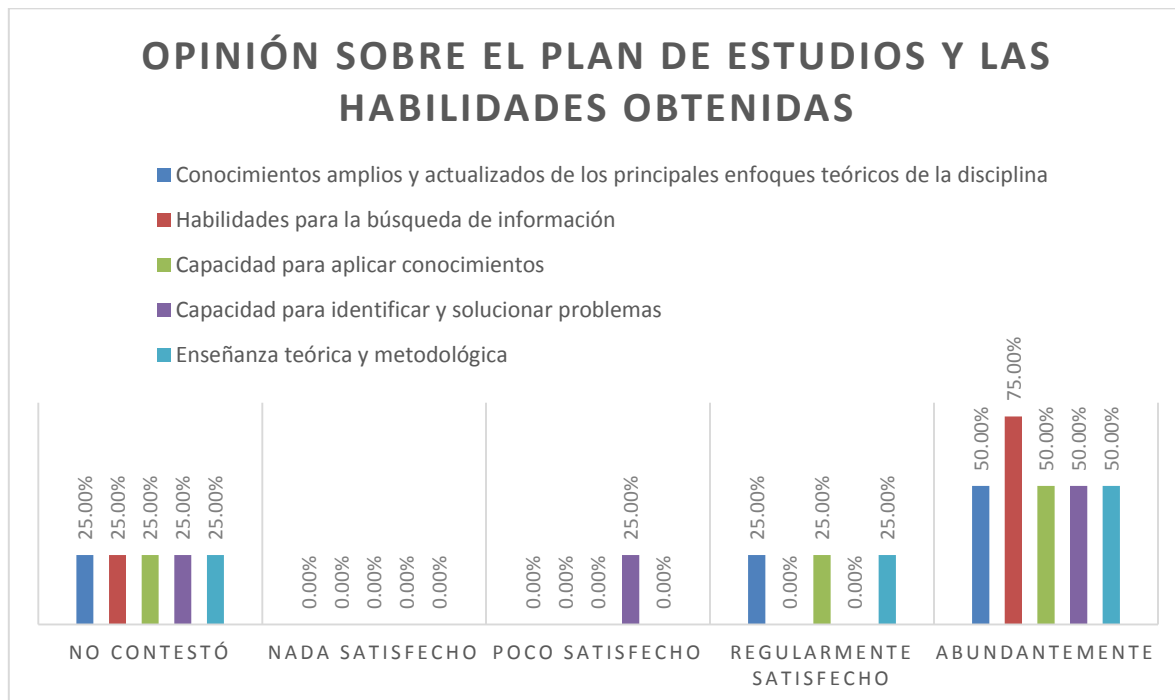 OPINIÓN SOBRE EL PLAN DE ESTUDIOS Y LAS
HABILIDADES OBTENIDAS
Conocimientos amplios y actualizados de los principales enfoques teóricos de la disciplina
Habilidades para la búsqueda de información
Capacidad para aplicar conocimientos
Capacidad para identificar y solucionar problemas
Enseñanza teórica y metodológica
25.00%
25.00%
25.00%
25.00%
25.00%
0.00%
0.00%
0.00%
0.00%
0.00%
0.00%
0.00%
0.00%
25.00%
0.00%
25.00%
0.00%
25.00%
0.00%
25.00%
50.00%
75.00%
50.00%
50.00%
50.00%
NO CONTESTÓ
NADA SATISFECHO
POCO SATISFECHO
REGULARMENTE
SATISFECHO
ABUNDANTEMENTE